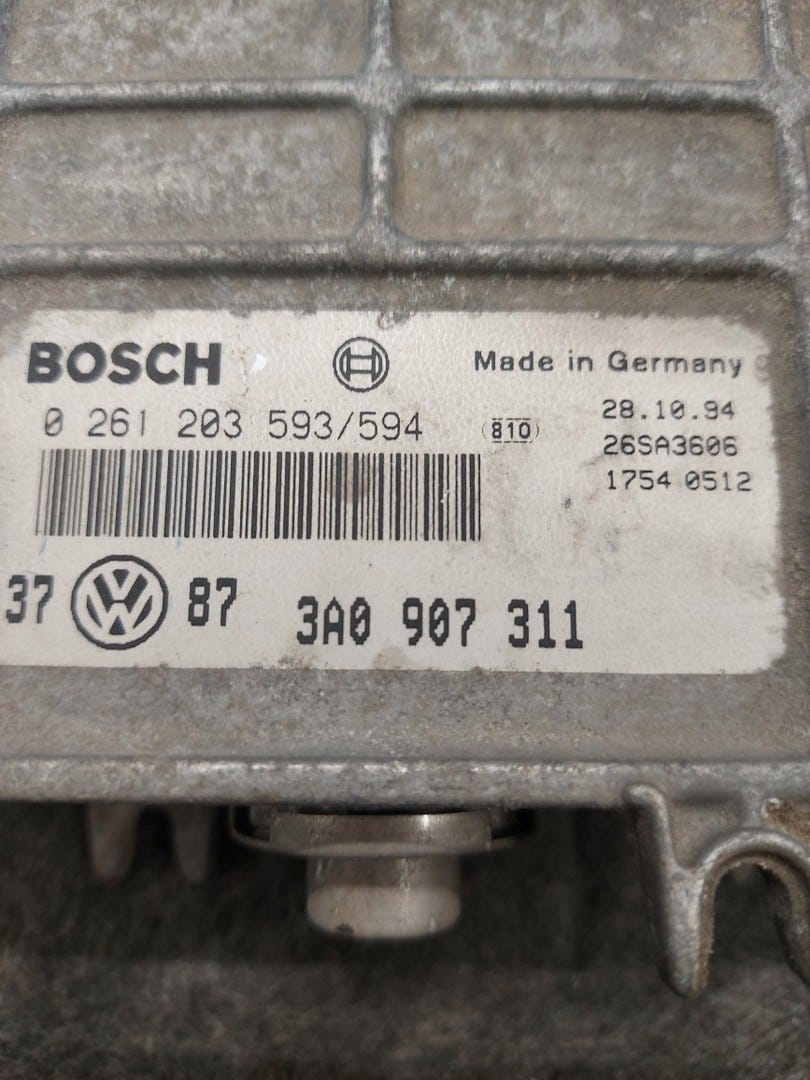 BOSCH
Made in Germany
0 261 203 593/594
810
28.10.94
26SA3606
1754 0512
37 VW 87 3A0 907 311